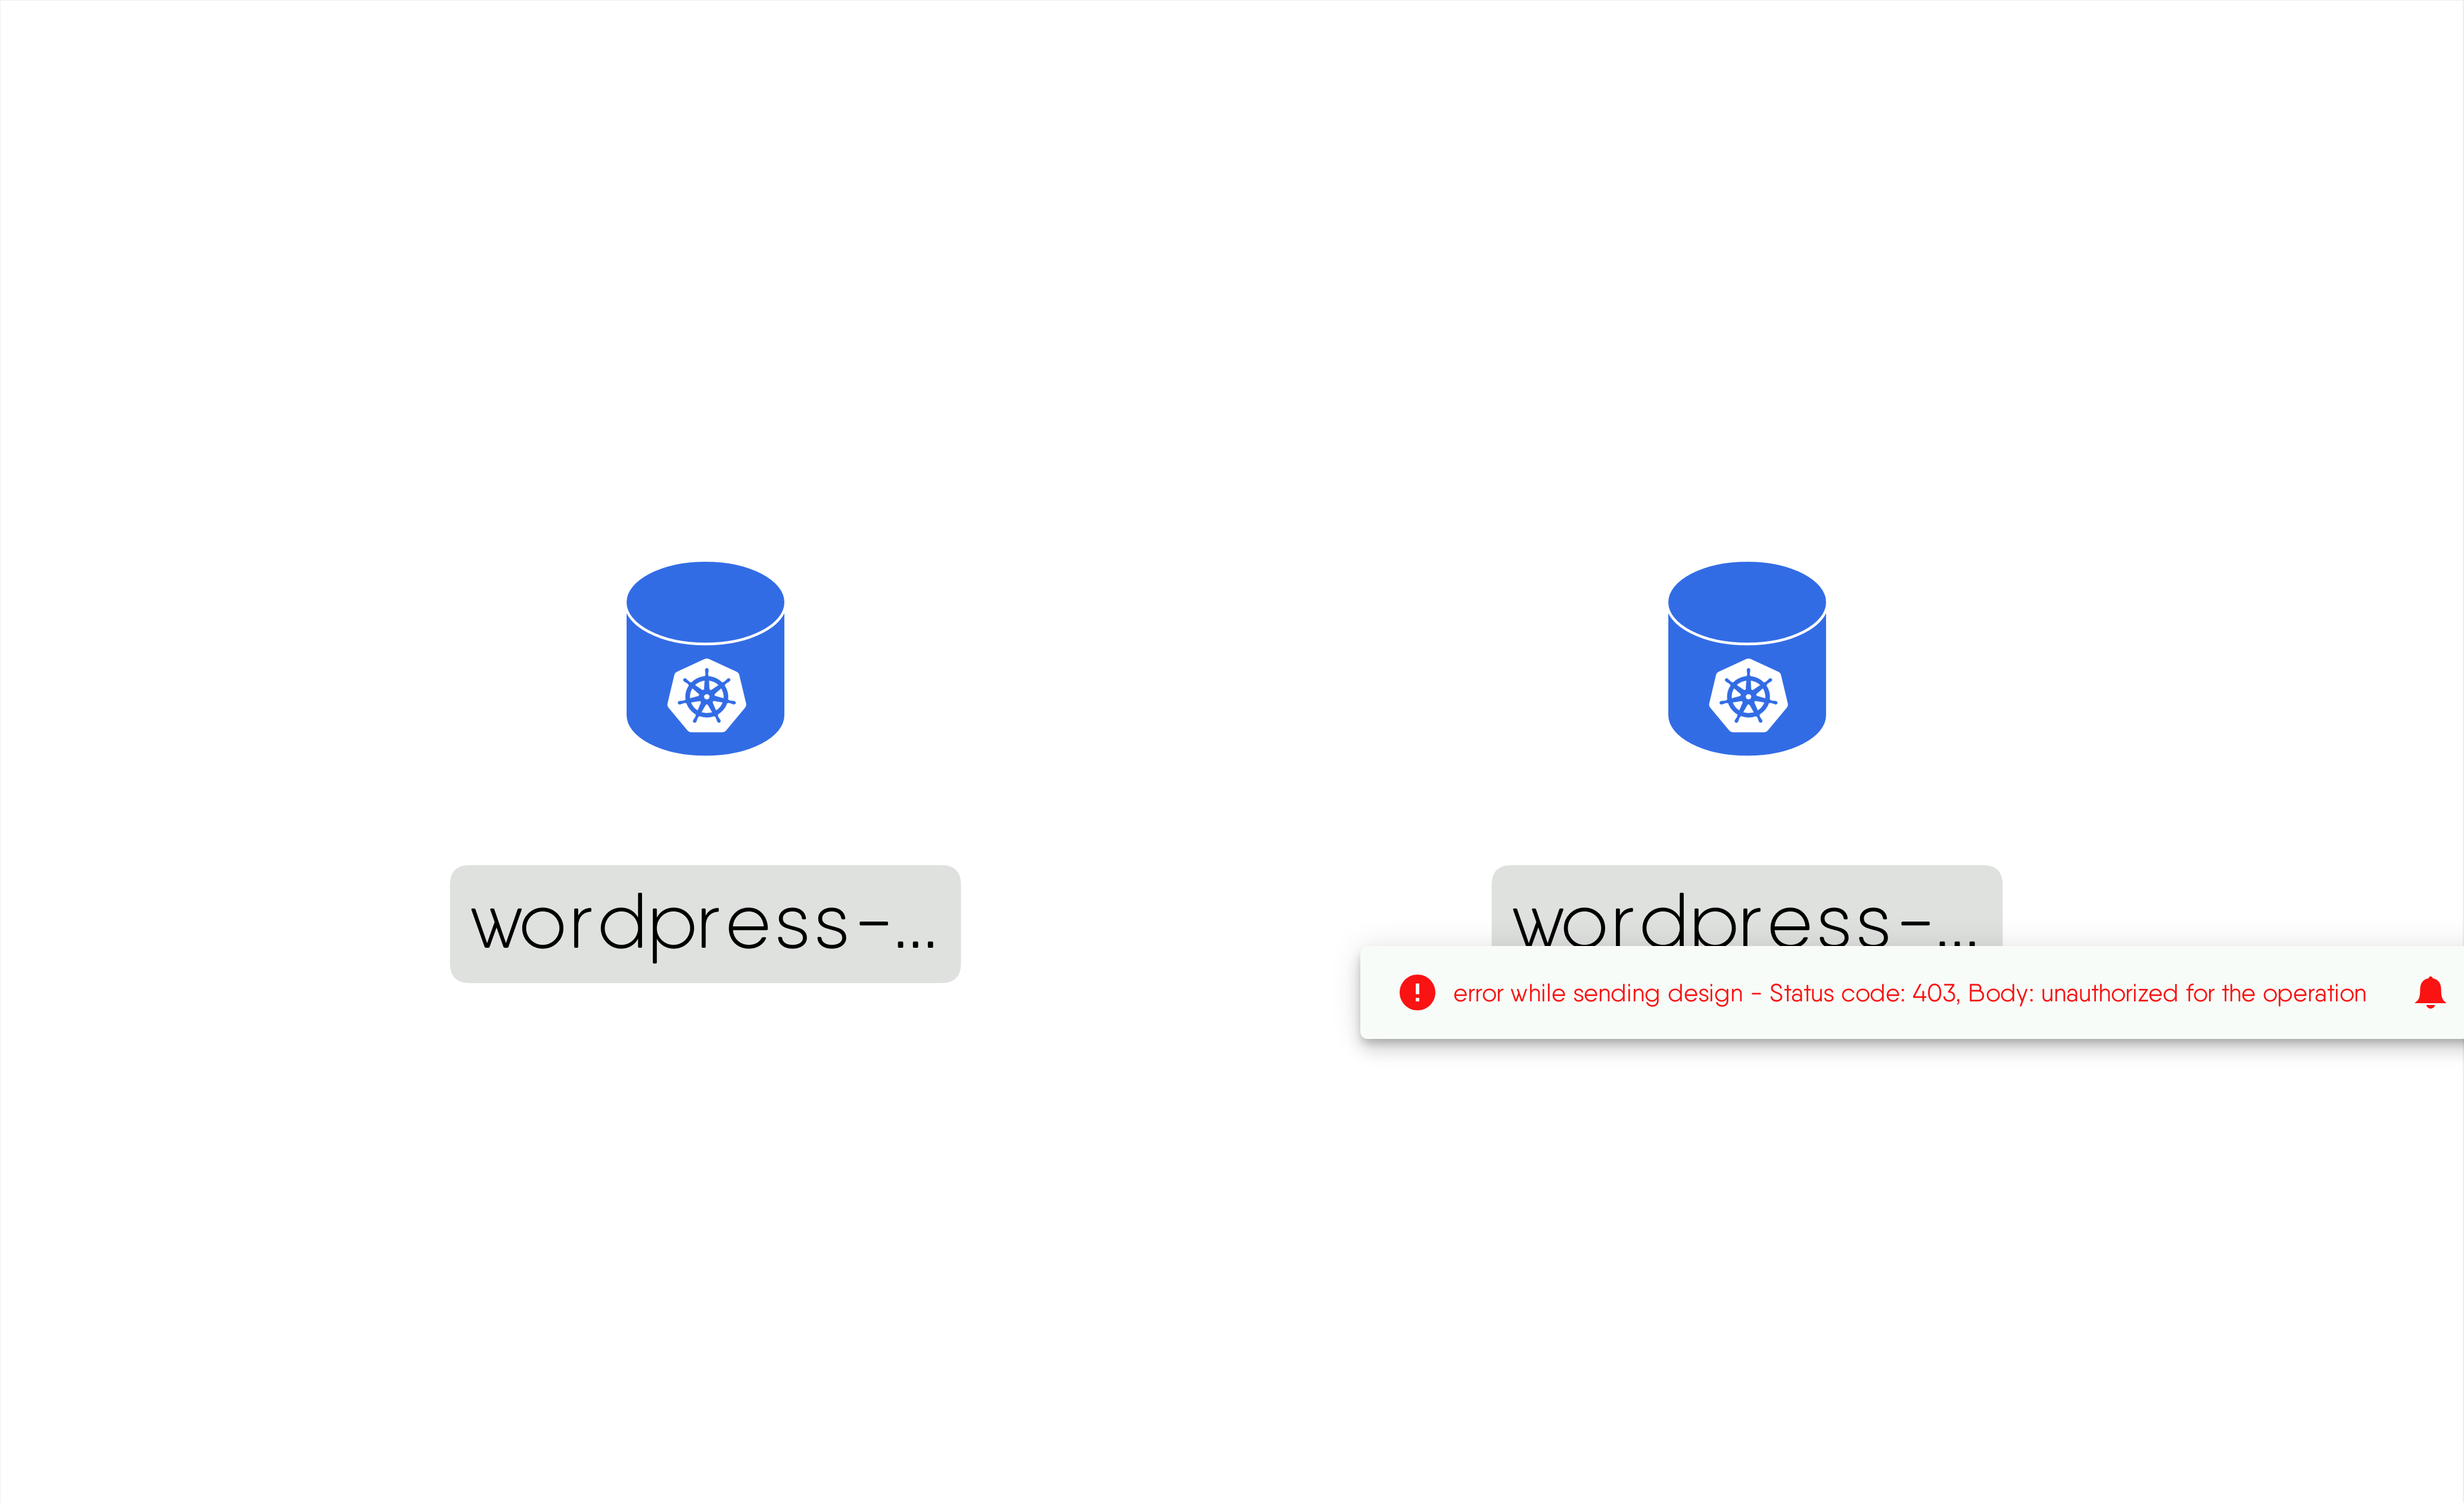 wordpress-...
wordpress-...
error while sending design - Status code: 403, Body: unauthorized for the operation